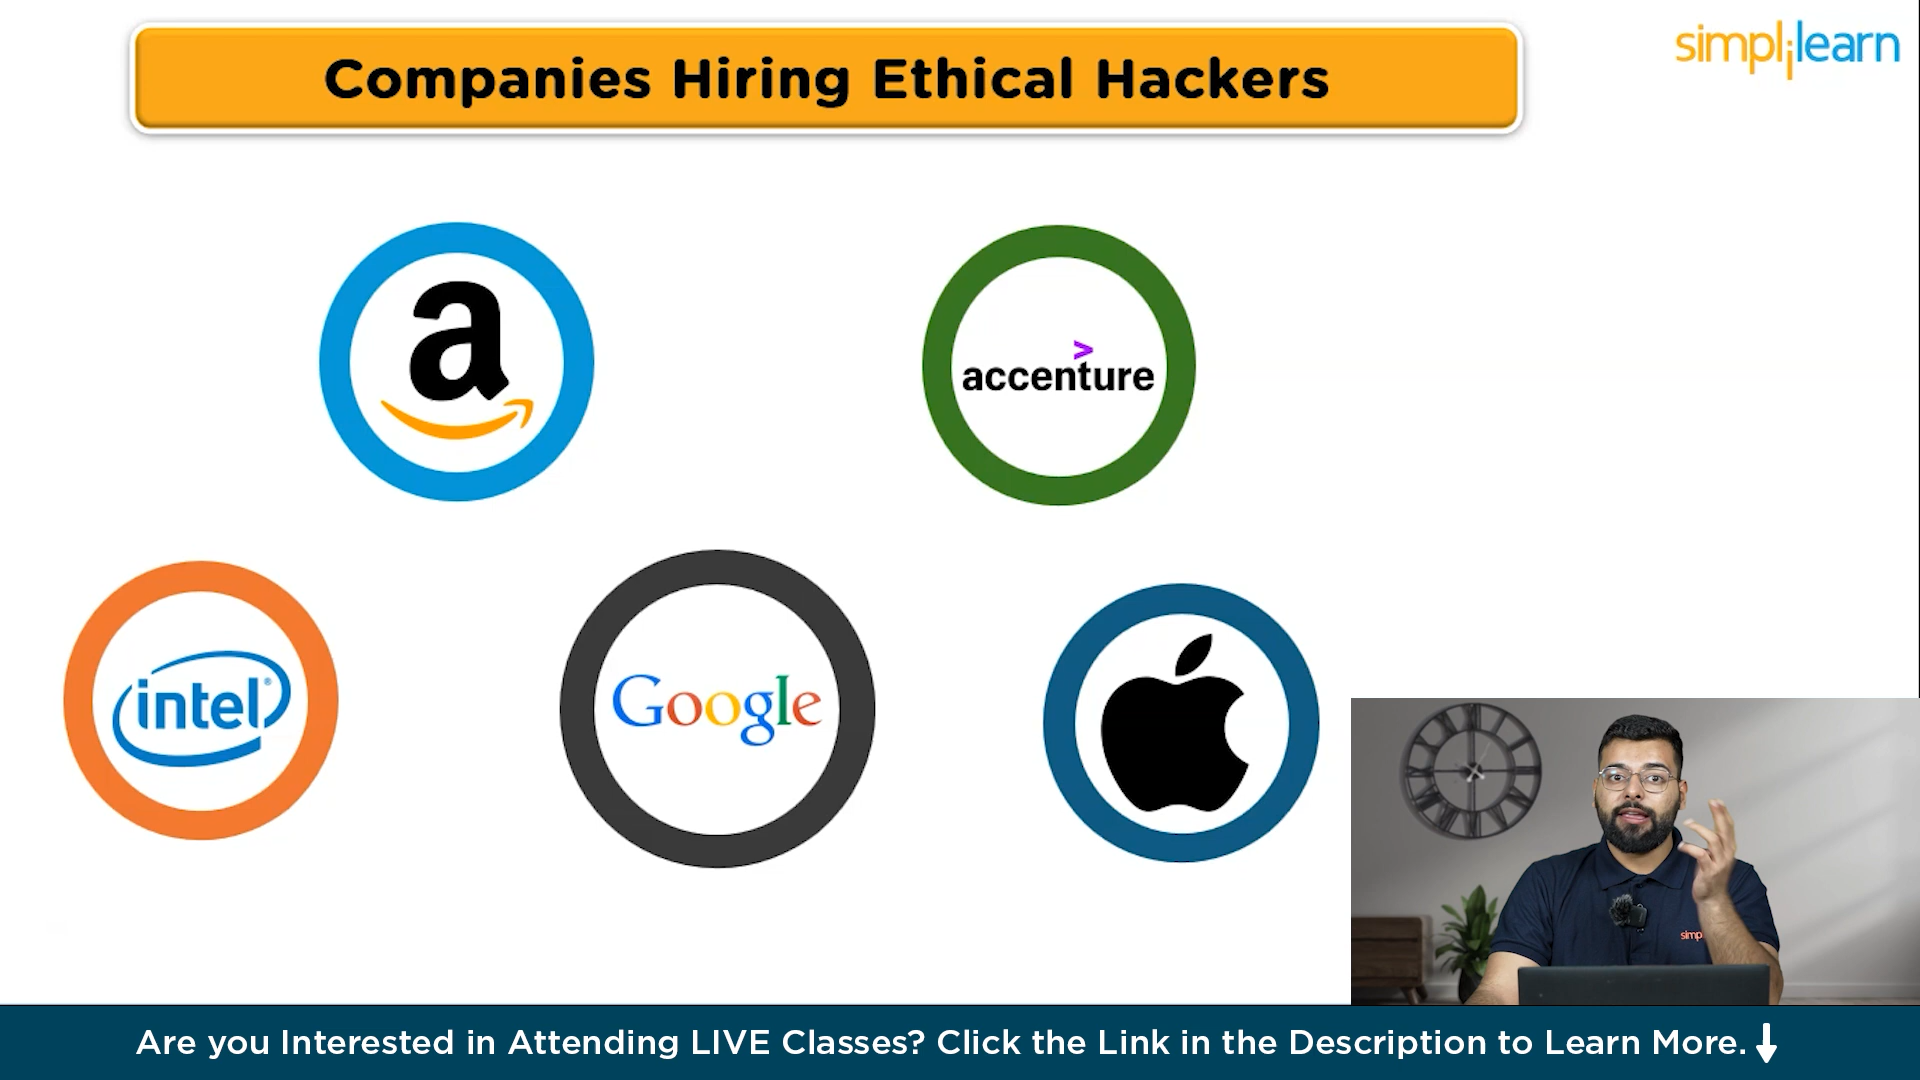 Companies Hiring Ethical Hackers
simplilearn
a
accenture
intel®
Google
simp
Are you Interested in Attending LIVE Classes? Click the Link in the Description to Learn More.